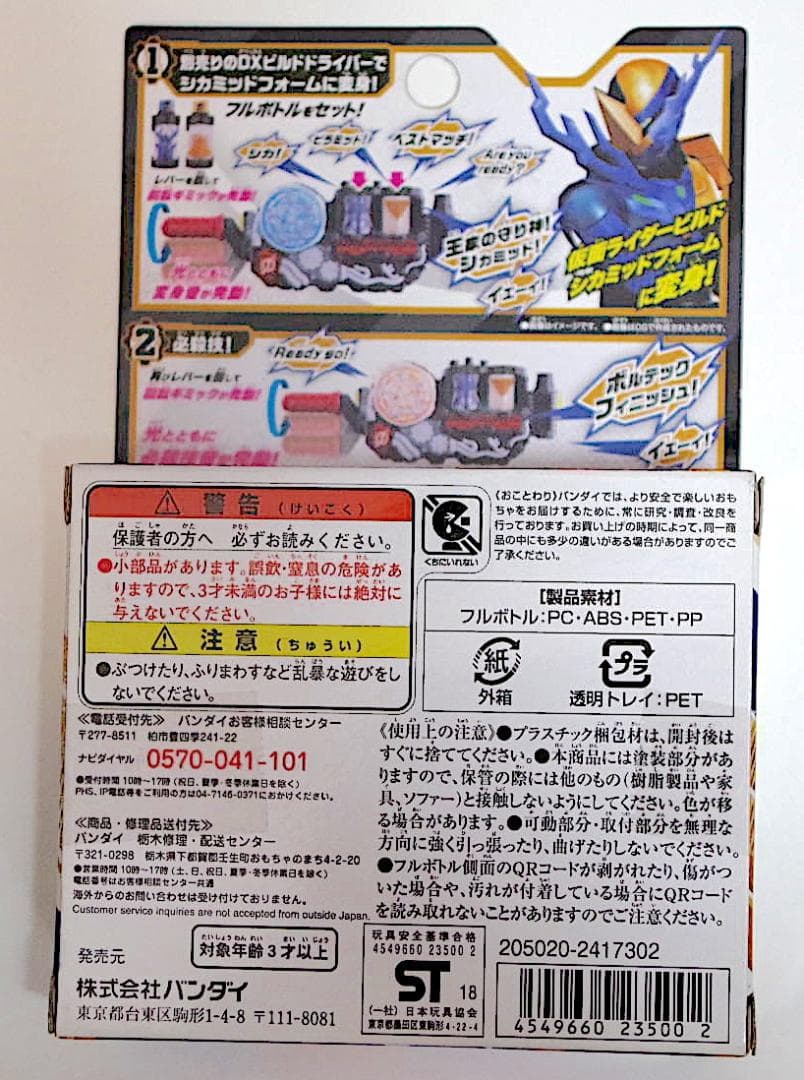 1
別売りのDXビルドドライバーで
シカミッドフォームに変身!
フルボトルをセット!
シカ!
ピラミッド!
ベストマッチ!
Are you
ready?
レバーを回して
回転ギミックが発動!
光とともに
変身音が発動!
王家の守り神!
シカミッド!
イェーイ!
仮面ライダービルド
シカミッドフォーム
に変身!
2
必殺技!
Ready go!
再びレバーを回して
回転ギミックが発動!
光とともに
必殺技音が発動!
ボルテック
フィニッシュ!
イェーイ!
警告(けいこく)
保護者の方へ 必ずお読みください。
●小部品があります。誤飲・窒息の危険があ
りますので、3才未満のお子様には絶対に
与えないでください。
注意(ちゅうい)
●ぶつけたり、ふりまわすなど乱暴な遊びをし
ないでください。
くちにいれない
《おことわり》バンダイでは、より安全で楽しいおも
ちゃをお届けするために、常に研究・調査・改良を
行っております。お買い上げの時期によって、同一商
品の中にも多少の違いがある場合がありますのでご
了承ください。
【製品素材】
フルボトル:PC・ABS・PET・PP
紙
外箱
プラ
透明トレイ:PET
≪電話受付先≫ バンダイお客様相談センター
〒277-8511 柏市豊四季241-22
ナビダイヤル 0570-041-101
●受付時間 10時〜17時(祝日、夏季・冬季休業日を除く)
PHS、IP電話等をご利用の方は04-7146-0371におかけください。
≪商品・修理品送付先≫
バンダイ 栃木修理・配送センター
〒321-0298 栃木県下都賀郡壬生町おもちゃのまち4-2-20
●営業時間 10時〜17時(土、日、祝日、夏季・冬季休業日を除く)
電話番号はお客様相談センター共通
海外からのお問い合わせは受け付けておりません。
Customer service inquiries are not accepted from outside Japan.
《使用上の注意》●プラスチック梱包材は、開封後は
すぐに捨ててください。●本商品には塗装部分があ
りますので、保管の際には他のもの(樹脂製品や家
具、ソファー)と接触しないようにしてください。色が移
る場合があります。●可動部分・取付部分を無理な
方向に強く引っ張ったり、曲げたりしないでください。
●フルボトル側面のQRコードが剥がれたり、傷がつ
いた場合や、汚れが付着している場合にQRコード
を読み取れないことがありますのでご注意ください。
発売元
たいしょうねんれい さいいじょう
対象年齢3才以上
株式会社バンダイ
東京都台東区駒形1-4-8 〒111-8081
玩具安全基準合格
4549660 23500 2
ST 18
(一社)日本玩具協会
東京都墨田区東駒形4-22-4
205020-2417302
4549660 235002